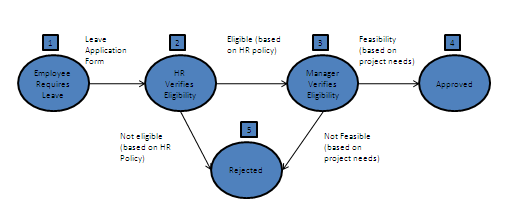 1
Leave
Application
Form
2
Eligible (based
on HR policy)
3
Feasibility
(based on
project needs)
4
Employee
Requires
Leave
HR
Verifies
Eligibility
Manager
Verifies
Eligibility
Approved
Not eligible
(based on HR
Policy)
5
Not Feasible
(based on
project needs)
Rejected